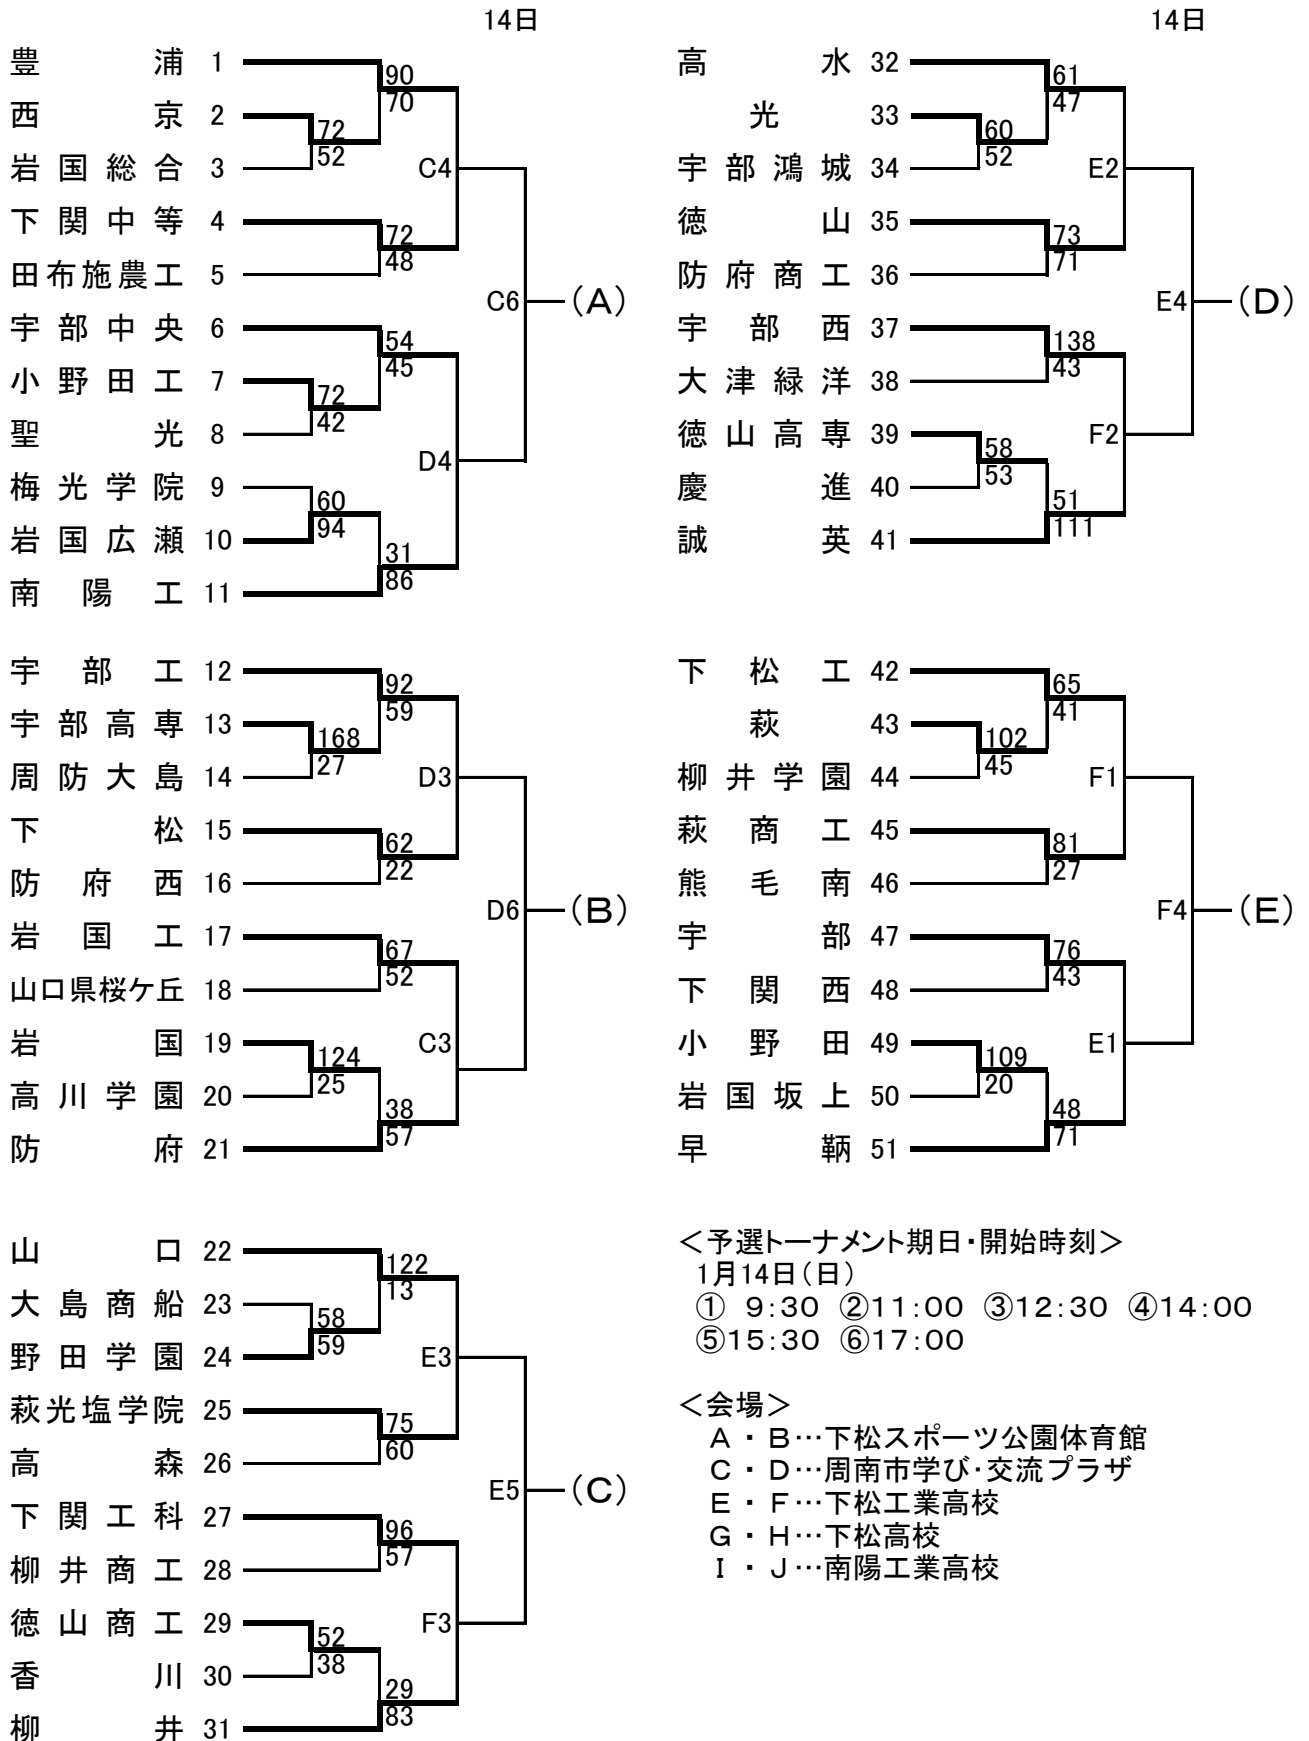 14日
豊浦 1
90
70
西京 2
72
52
岩国総合 3
C4
下関中等 4
72
48
田布施農工 5
C6
(A)
宇部中央 6
54
45
小野田工 7
72
42
聖光 8
D4
梅光学院 9
60
94
岩国広瀬 10
31
86
南陽工 11
宇部工 12
92
59
宇部高専 13
168
27
周防大島 14
D3
下松 15
62
22
防府西 16
D6
(B)
岩国工 17
67
52
山口県桜ケ丘 18
岩国 19
124
25
C3
高川学園 20
38
57
防府 21
山口 22
122
13
大島商船 23
58
59
野田学園 24
E3
萩光塩学院 25
75
60
高森 26
E5
(C)
下関工科 27
96
57
柳井商工 28
徳山商工 29
52
38
F3
香川 30
29
83
柳井 31
14日
高水 32
61
47
光 33
60
52
宇部鴻城 34
E2
徳山 35
73
71
防府商工 36
E4
(D)
宇部西 37
138
43
大津緑洋 38
徳山高専 39
58
53
F2
慶進 40
51
111
誠英 41
下松工 42
65
41
萩 43
102
45
柳井学園 44
F1
萩商工 45
81
27
熊毛南 46
F4
(E)
宇部 47
76
43
下関西 48
小野田 49
109
20
E1
岩国坂上 50
48
71
早鞆 51
<予選トーナメント期日・開始時刻>
1月14日(日)
① 9:30 ②11:00 ③12:30 ④14:00
⑤15:30 ⑥17:00
<会場>
A・B…下松スポーツ公園体育館
C・D…周南市学び・交流プラザ
E・F…下松工業高校
G・H…下松高校
I・J…南陽工業高校